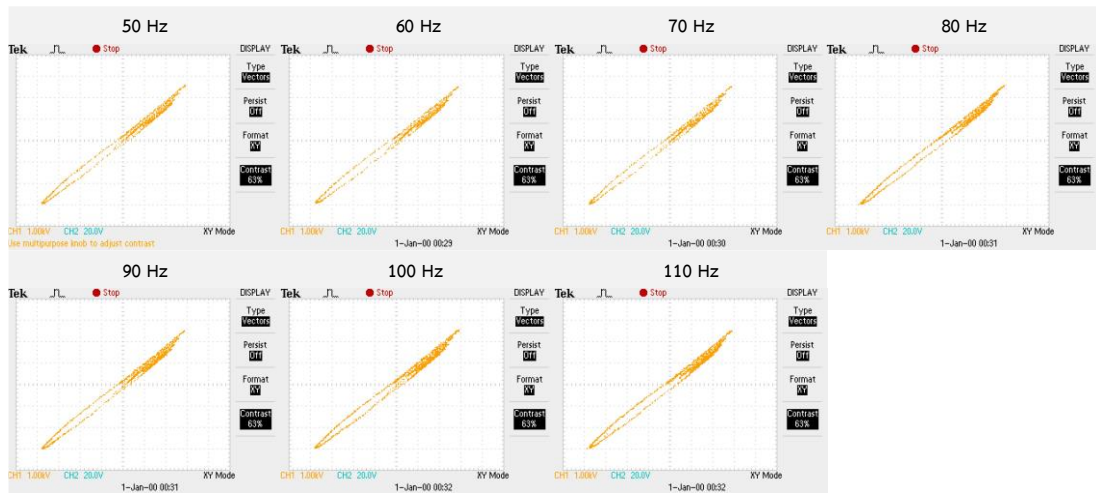 50 Hz
Tek Stop DISPLAY
Type
Vectors
Persist
Off
Format
XY
Contrast
63%
CH1 1.00kV CH2 20.0V XY Mode
Use multipurpose knob to adjust contrast
60 Hz
Tek Stop DISPLAY
Type
Vectors
Persist
Off
Format
XY
Contrast
63%
CH1 1.00kV CH2 20.0V XY Mode
1-Jan-00 00:29
70 Hz
Tek Stop DISPLAY
Type
Vectors
Persist
Off
Format
XY
Contrast
63%
CH1 1.00kV CH2 20.0V XY Mode
1-Jan-00 00:30
80 Hz
Tek Stop DISPLAY
Type
Vectors
Persist
Off
Format
XY
Contrast
63%
CH1 1.00kV CH2 20.0V XY Mode
1-Jan-00 00:31
90 Hz
Tek Stop DISPLAY
Type
Vectors
Persist
Off
Format
XY
Contrast
63%
CH1 1.00kV CH2 20.0V XY Mode
1-Jan-00 00:31
100 Hz
Tek Stop DISPLAY
Type
Vectors
Persist
Off
Format
XY
Contrast
63%
CH1 1.00kV CH2 20.0V XY Mode
1-Jan-00 00:32
110 Hz
Tek Stop DISPLAY
Type
Vectors
Persist
Off
Format
XY
Contrast
63%
CH1 1.00kV CH2 20.0V XY Mode
1-Jan-00 00:32